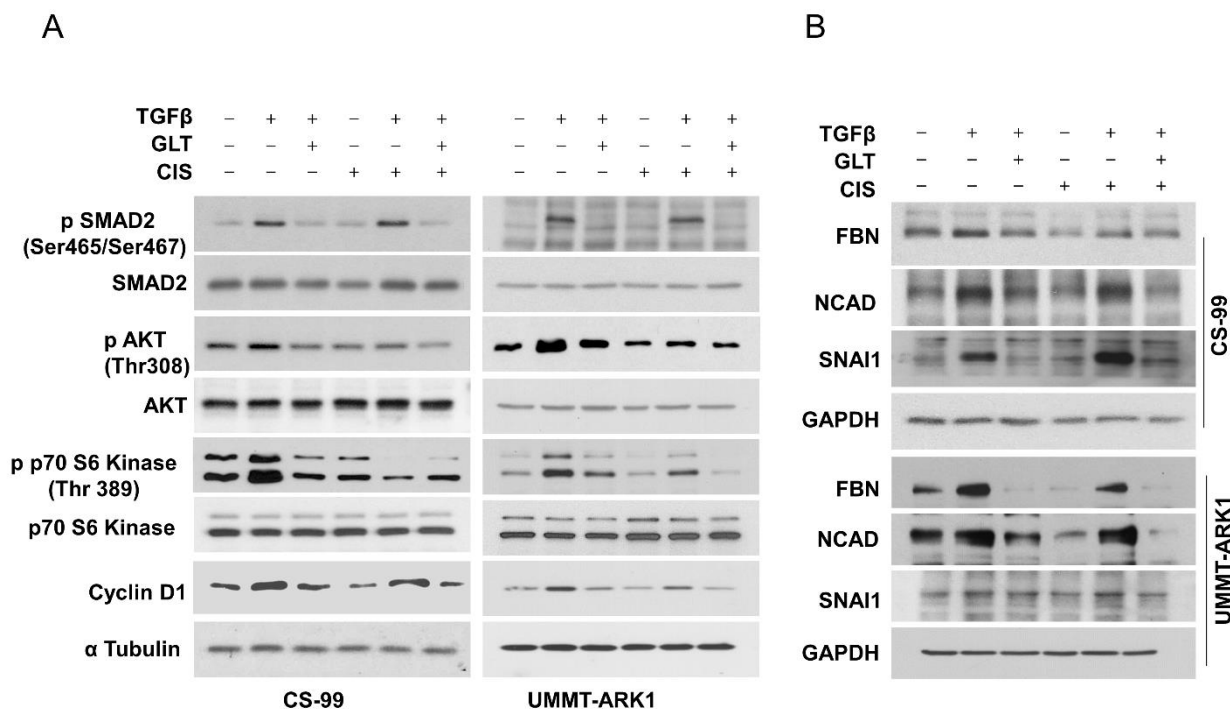 A
B
TGFβ – + + – + + – + + – + +
GLT – – + – – + – – + – – +
CIS – – – + + + – – – + + +
p SMAD2
(Ser465/Ser467)
SMAD2
p AKT
(Thr308)
AKT
p p70 S6 Kinase
(Thr 389)
p70 S6 Kinase
Cyclin D1
α Tubulin
CS-99
UMMT-ARK1
TGFβ – + + – + +
GLT – – + – – +
CIS – – – + + +
FBN
NCAD
SNAI1
GAPDH
CS-99
FBN
NCAD
SNAI1
GAPDH
UMMT-ARK1